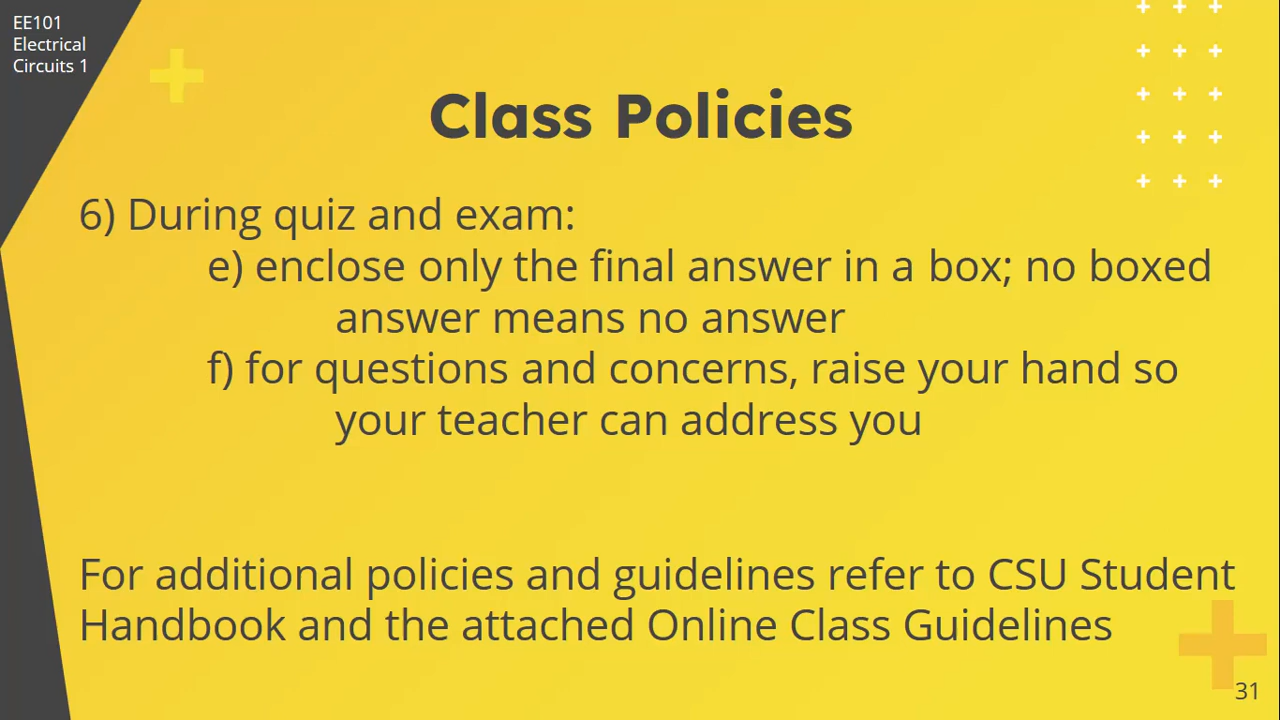 EE101
Electrical
Circuits 1
Class Policies
6) During quiz and exam:
e) enclose only the final answer in a box; no boxed
answer means no answer
f) for questions and concerns, raise your hand so
your teacher can address you
For additional policies and guidelines refer to CSU Student
Handbook and the attached Online Class Guidelines
31